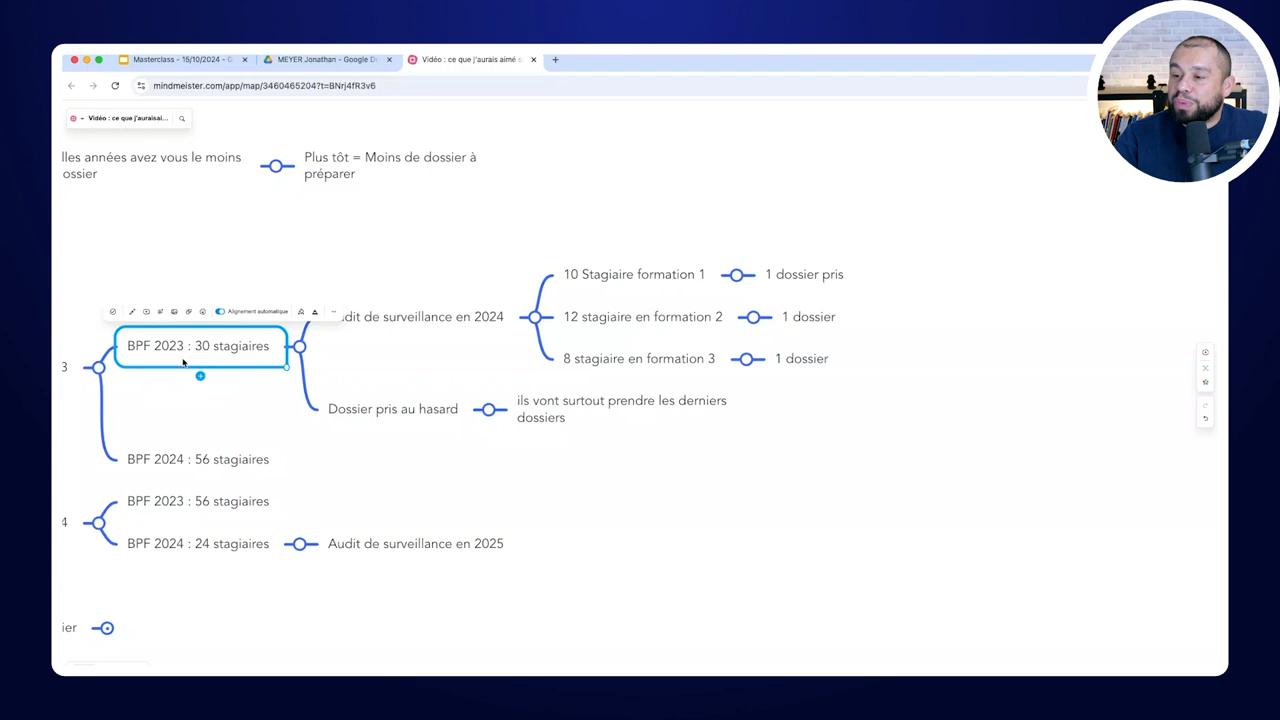 Masterclass - 15/10/2024 - G
MEYER Jonathan - Google D
Vidéo : ce que j'aurais aimé s
mindmeister.com/app/map/3460465204?t=BNrj4fR3v6
Vidéo : ce que j'auraisai...
lles années avez vous le moins
ossier
Plus tôt = Moins de dossier à
préparer
10 Stagiaire formation 1
1 dossier pris
Alignement automatique
udit de surveillance en 2024
12 stagiaire en formation 2
1 dossier
BPF 2023 : 30 stagiaires
8 stagiaire en formation 3
1 dossier
3
Dossier pris au hasard
ils vont surtout prendre les derniers
dossiers
BPF 2024 : 56 stagiaires
BPF 2023 : 56 stagiaires
4
BPF 2024 : 24 stagiaires
Audit de surveillance en 2025
ier